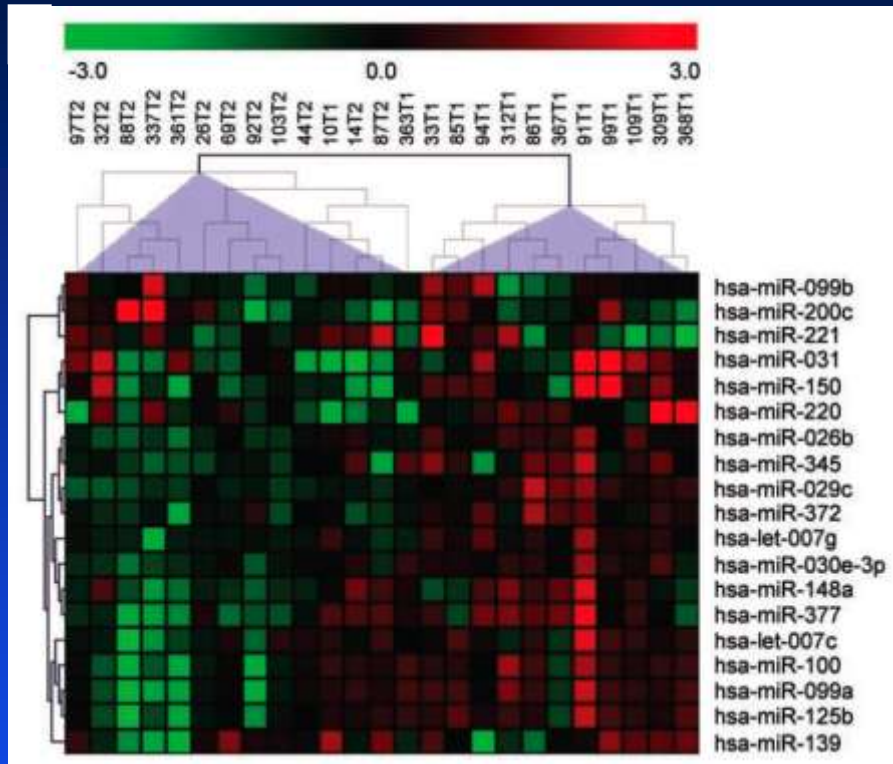 -3.0 0.0 3.0
97T2 32T2 88T2 337T2 361T2 26T2 69T2 92T2 103T2 44T2 10T1 14T2 87T2 363T1 33T1 85T1 94T1 312T1 86T1 367T1 91T1 99T1 109T1 309T1 368T1
hsa-miR-099b
hsa-miR-200c
hsa-miR-221
hsa-miR-031
hsa-miR-150
hsa-miR-220
hsa-miR-026b
hsa-miR-345
hsa-miR-029c
hsa-miR-372
hsa-let-007g
hsa-miR-030e-3p
hsa-miR-148a
hsa-miR-377
hsa-let-007c
hsa-miR-100
hsa-miR-099a
hsa-miR-125b
hsa-miR-139